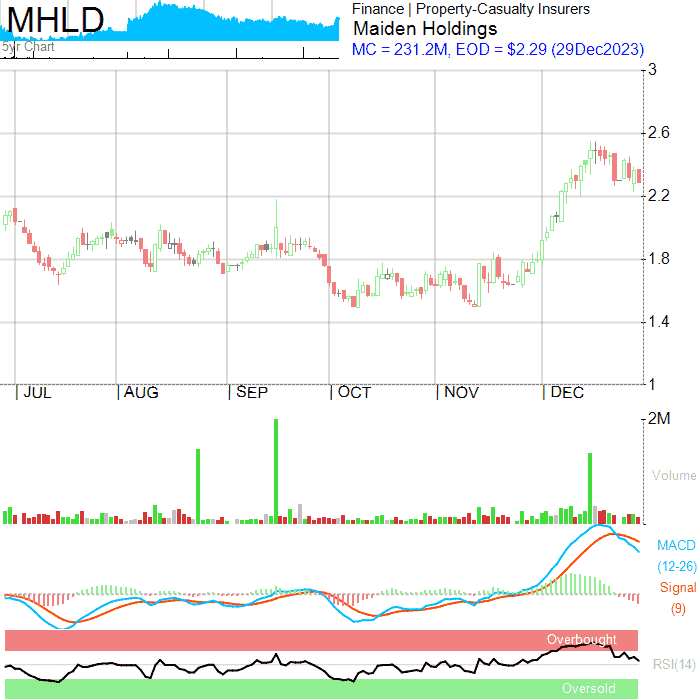 MHLD
5yr Chart
Finance | Property-Casualty Insurers
Maiden Holdings
MC = 231.2M, EOD = $2.29 (29Dec2023)
3
2.6
2.2
1.8
1.4
1
| JUL | AUG | SEP | OCT | NOV | DEC
2M
Volume
MACD
(12-26)
Signal
(9)
Overbought
RSI(14)
Oversold